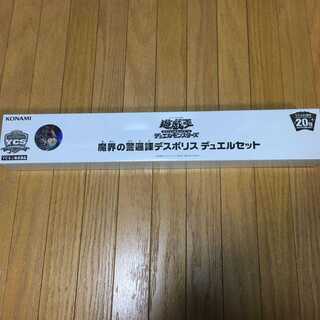 KONAMI
YCS
遊戯王
デュエルモンスターズ
20th
魔界の警邏課デスポリス デュエルセット